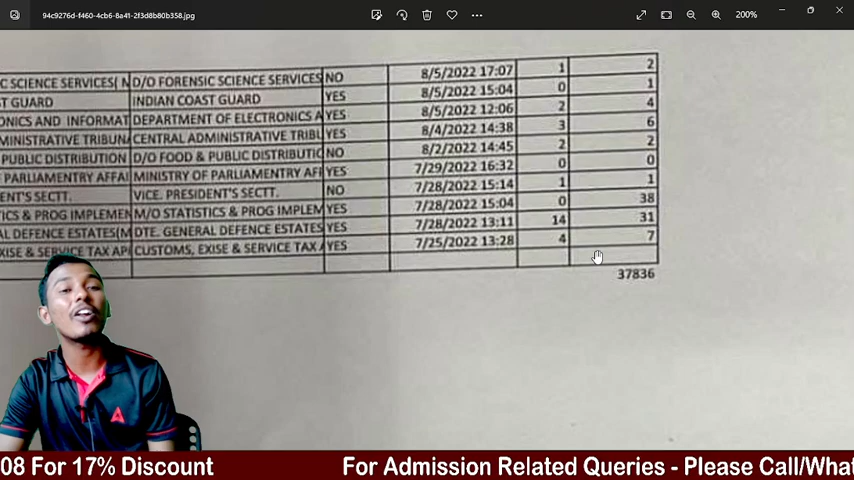 94c9276d-f460-4cb6-8a41-2f3d8b80b358.jpg
200%
C SCIENCE SERVICES( M D/O FORENSIC SCIENCE SERVICES NO 8/5/2022 17:07 1 2
ST GUARD INDIAN COAST GUARD YES 8/5/2022 15:04 0 1
ONICS AND INFORMAT DEPARTMENT OF ELECTRONICS A YES 8/5/2022 12:06 2 4
MINISTRATIVE TRIBUNA CENTRAL ADMINISTRATIVE TRIBU YES 8/4/2022 14:38 3 6
PUBLIC DISTRIBUTION D/O FOOD & PUBLIC DISTRIBUTIC NO 8/2/2022 14:45 2 2
PARLIAMENTRY AFFAI MINISTRY OF PARLIAMENTRY AFF YES 7/29/2022 16:32 0 0
ENT'S SECTT. VICE. PRESIDENT'S SECTT. NO 7/28/2022 15:14 1 1
ICS & PROG IMPLEMEN M/O STATISTICS & PROG IMPLEM YES 7/28/2022 15:04 0 38
AL DEFENCE ESTATES(M DTE. GENERAL DEFENCE ESTATES YES 7/28/2022 13:11 14 31
EXISE & SERVICE TAX API CUSTOMS, EXISE & SERVICE TAX A YES 7/25/2022 13:28 4 7
37836
08 For 17% Discount For Admission Related Queries - Please Call/What